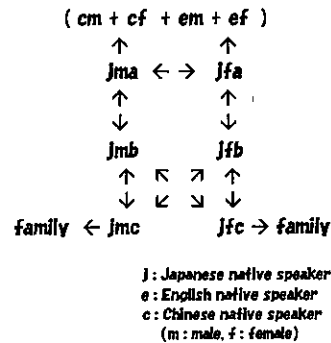 ( cm + cf + em + ef )
↑ ↑
jma ← → jfa
↑ ↑
↓ ↓
jmb jfb
↑ ↖ ↗ ↑
↓ ↙ ↘ ↓
family ← jmc jfc → family
j : Japanese native speaker
e : English native speaker
c : Chinese native speaker
(m : male, f : female)